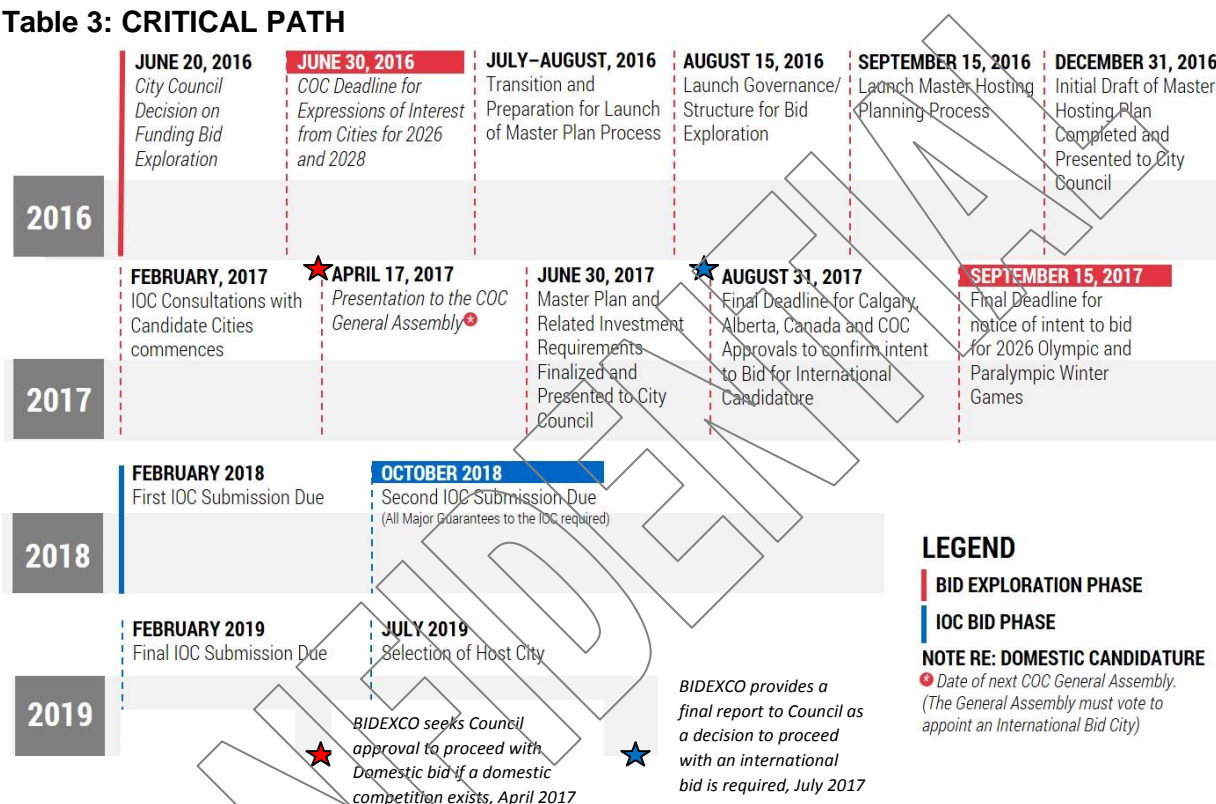 Table 3: CRITICAL PATH
JUNE 20, 2016
City Council
Decision on
Funding Bid
Exploration
JUNE 30, 2016
COC Deadline for
Expressions of Interest
from Cities for 2026
and 2028
JULY–AUGUST, 2016
Transition and
Preparation for Launch
of Master Plan Process
AUGUST 15, 2016
Launch Governance/
Structure for Bid
Exploration
SEPTEMBER 15, 2016
Launch Master Hosting
Planning Process
DECEMBER 31, 2016
Initial Draft of Master
Hosting Plan
Completed and
Presented to City
Council
2016
FEBRUARY, 2017
IOC Consultations with
Candidate Cities
commences
APRIL 17, 2017
Presentation to the COC
General Assembly*
JUNE 30, 2017
Master Plan and
Related Investment
Requirements
Finalized and
Presented to City
Council
AUGUST 31, 2017
Final Deadline for Calgary,
Alberta, Canada and COC
Approvals to confirm intent
to Bid for International
Candidature
SEPTEMBER 15, 2017
Final Deadline for
notice of intent to bid
for 2026 Olympic and
Paralympic Winter
Games
2017
FEBRUARY 2018
First IOC Submission Due
OCTOBER 2018
Second IOC Submission Due
(All Major Guarantees to the IOC required)
2018
FEBRUARY 2019
Final IOC Submission Due
JULY 2019
Selection of Host City
2019
BIDEXCO seeks Council
approval to proceed with
Domestic bid if a domestic
competition exists, April 2017
BIDEXCO provides a
final report to Council as
a decision to proceed
with an international
bid is required, July 2017
LEGEND
BID EXPLORATION PHASE
IOC BID PHASE
NOTE RE: DOMESTIC CANDIDATURE
* Date of next COC General Assembly.
(The General Assembly must vote to
appoint an International Bid City)